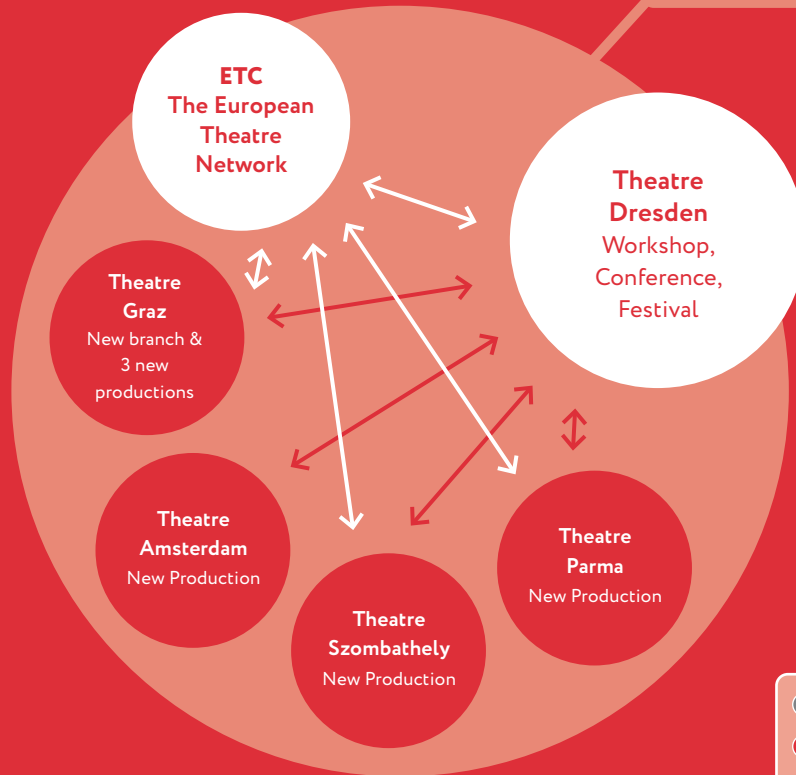 ETC
The European
Theatre
Network
Theatre
Dresden
Workshop,
Conference,
Festival
Theatre
Graz
New branch &
3 new
productions
Theatre
Amsterdam
New Production
Theatre
Szombathely
New Production
Theatre
Parma
New Production